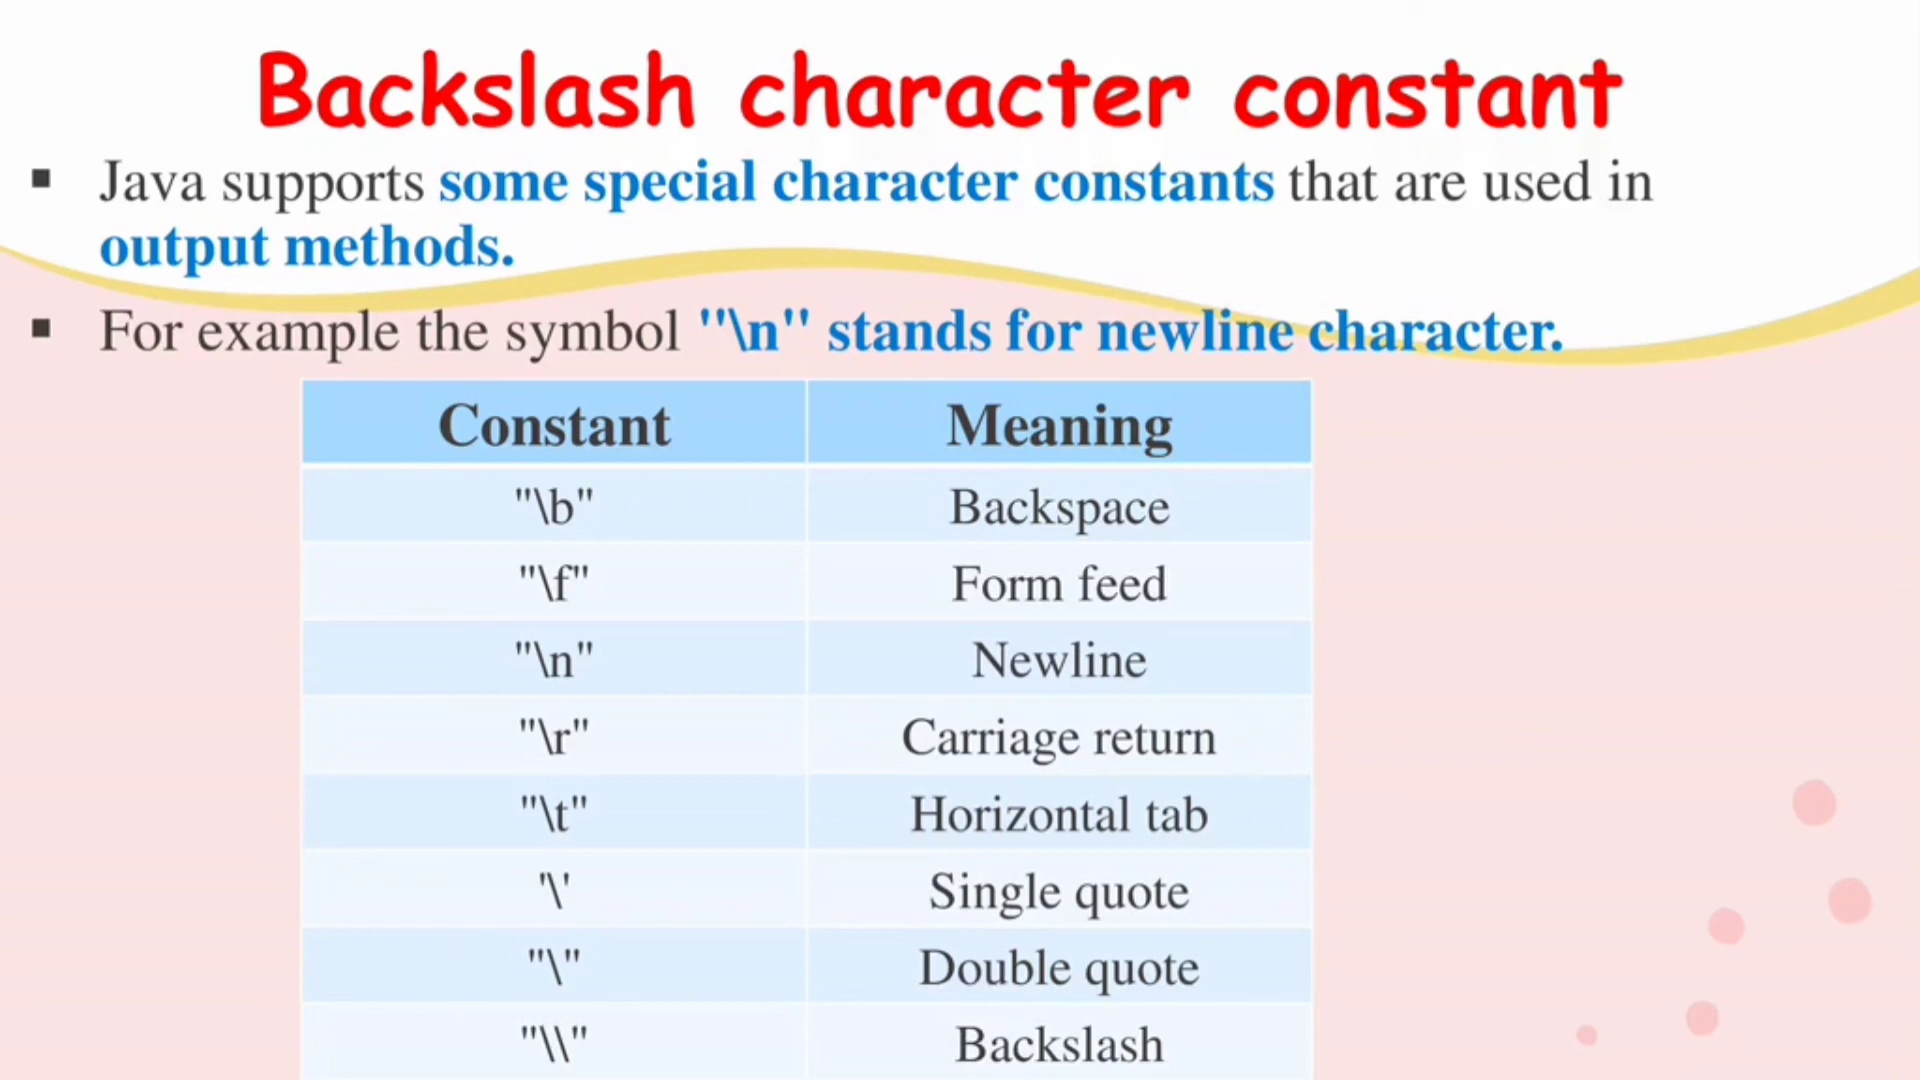 Backslash character constant
▪ Java supports some special character constants that are used in
output methods.
▪ For example the symbol "\n" stands for newline character.
Constant Meaning
"\b" Backspace
"\f" Form feed
"\n" Newline
"\r" Carriage return
"\t" Horizontal tab
'\' Single quote
"\" Double quote
"\\" Backslash